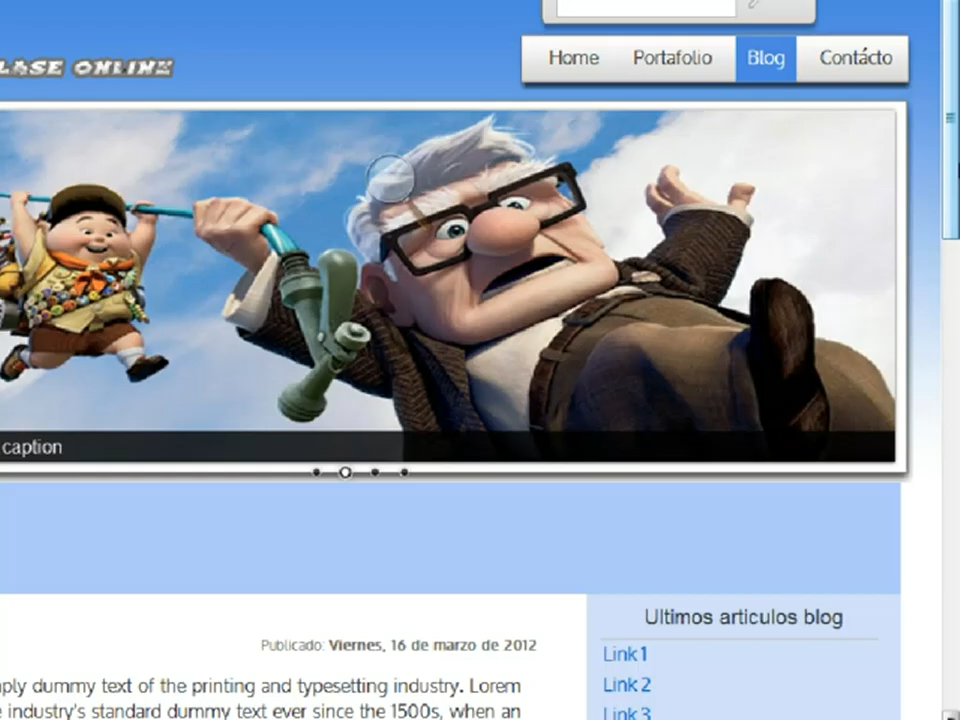 LASE ONLINE
Home Portafolio Blog Contácto
caption
Ultimos articulos blog
Publicado: Viernes, 16 de marzo de 2012
Link 1
ply dummy text of the printing and typesetting industry. Lorem
Link 2
industry's standard dummy text ever since the 1500s, when an
Link 3